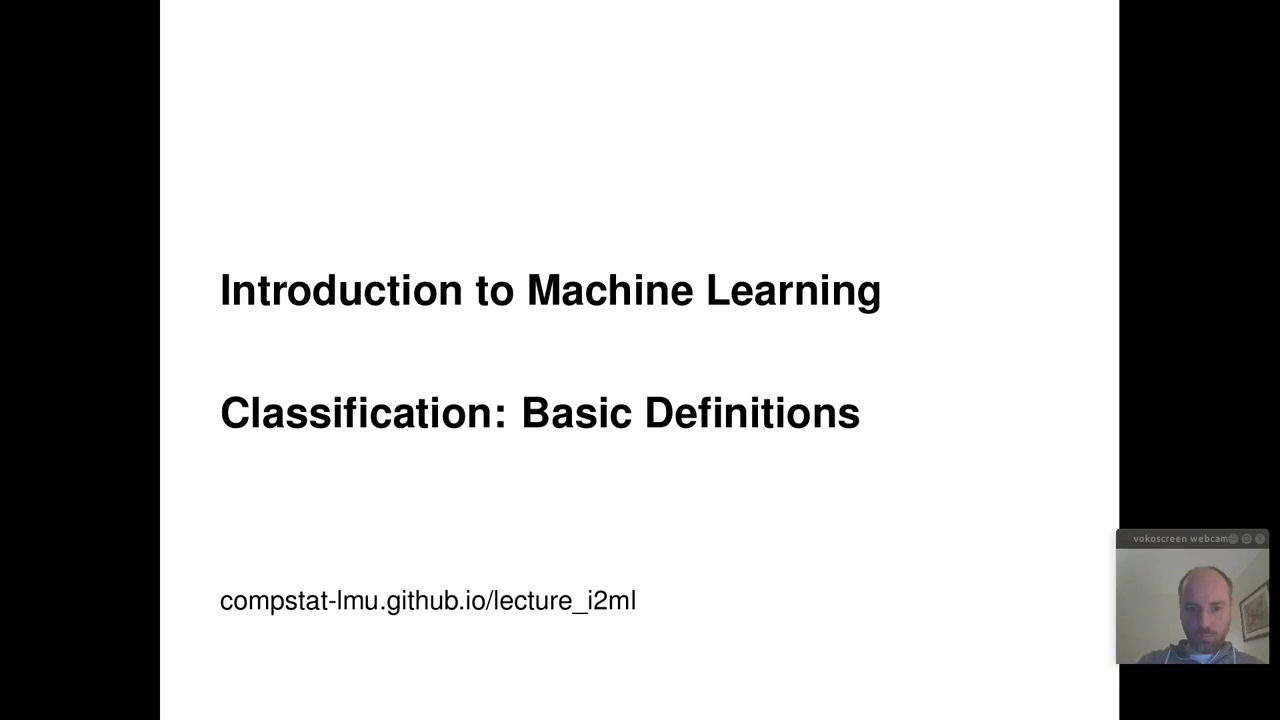 Introduction to Machine Learning
Classification: Basic Definitions
compstat-lmu.github.io/lecture_i2ml
vokoscreen webcam